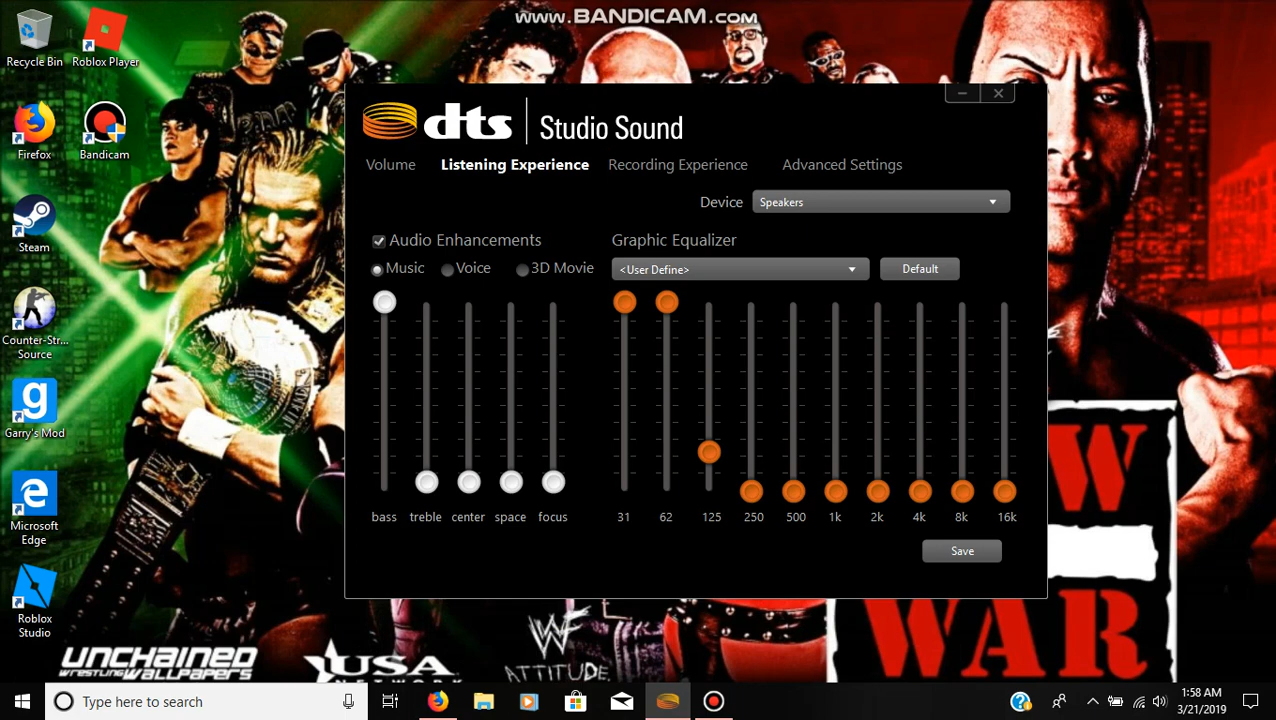 www.BANDICAM.com
Recycle Bin
Roblox Player
Firefox
Bandicam
Steam
Counter-Str...
Source
Garry's Mod
Microsoft
Edge
Roblox
Studio
dts
Studio Sound
Volume
Listening Experience
Recording Experience
Advanced Settings
Device
Speakers
Audio Enhancements
Graphic Equalizer
Music
Voice
3D Movie
<User Define>
Default
bass treble center space focus
31 62 125 250 500 1k 2k 4k 8k 16k
Save
W
WAR
UNCHAINED
WRESTLINGWALLPAPERS
USA
NETWORK
WF
ATTITUDE.
Type here to search
1:58 AM
3/21/2019